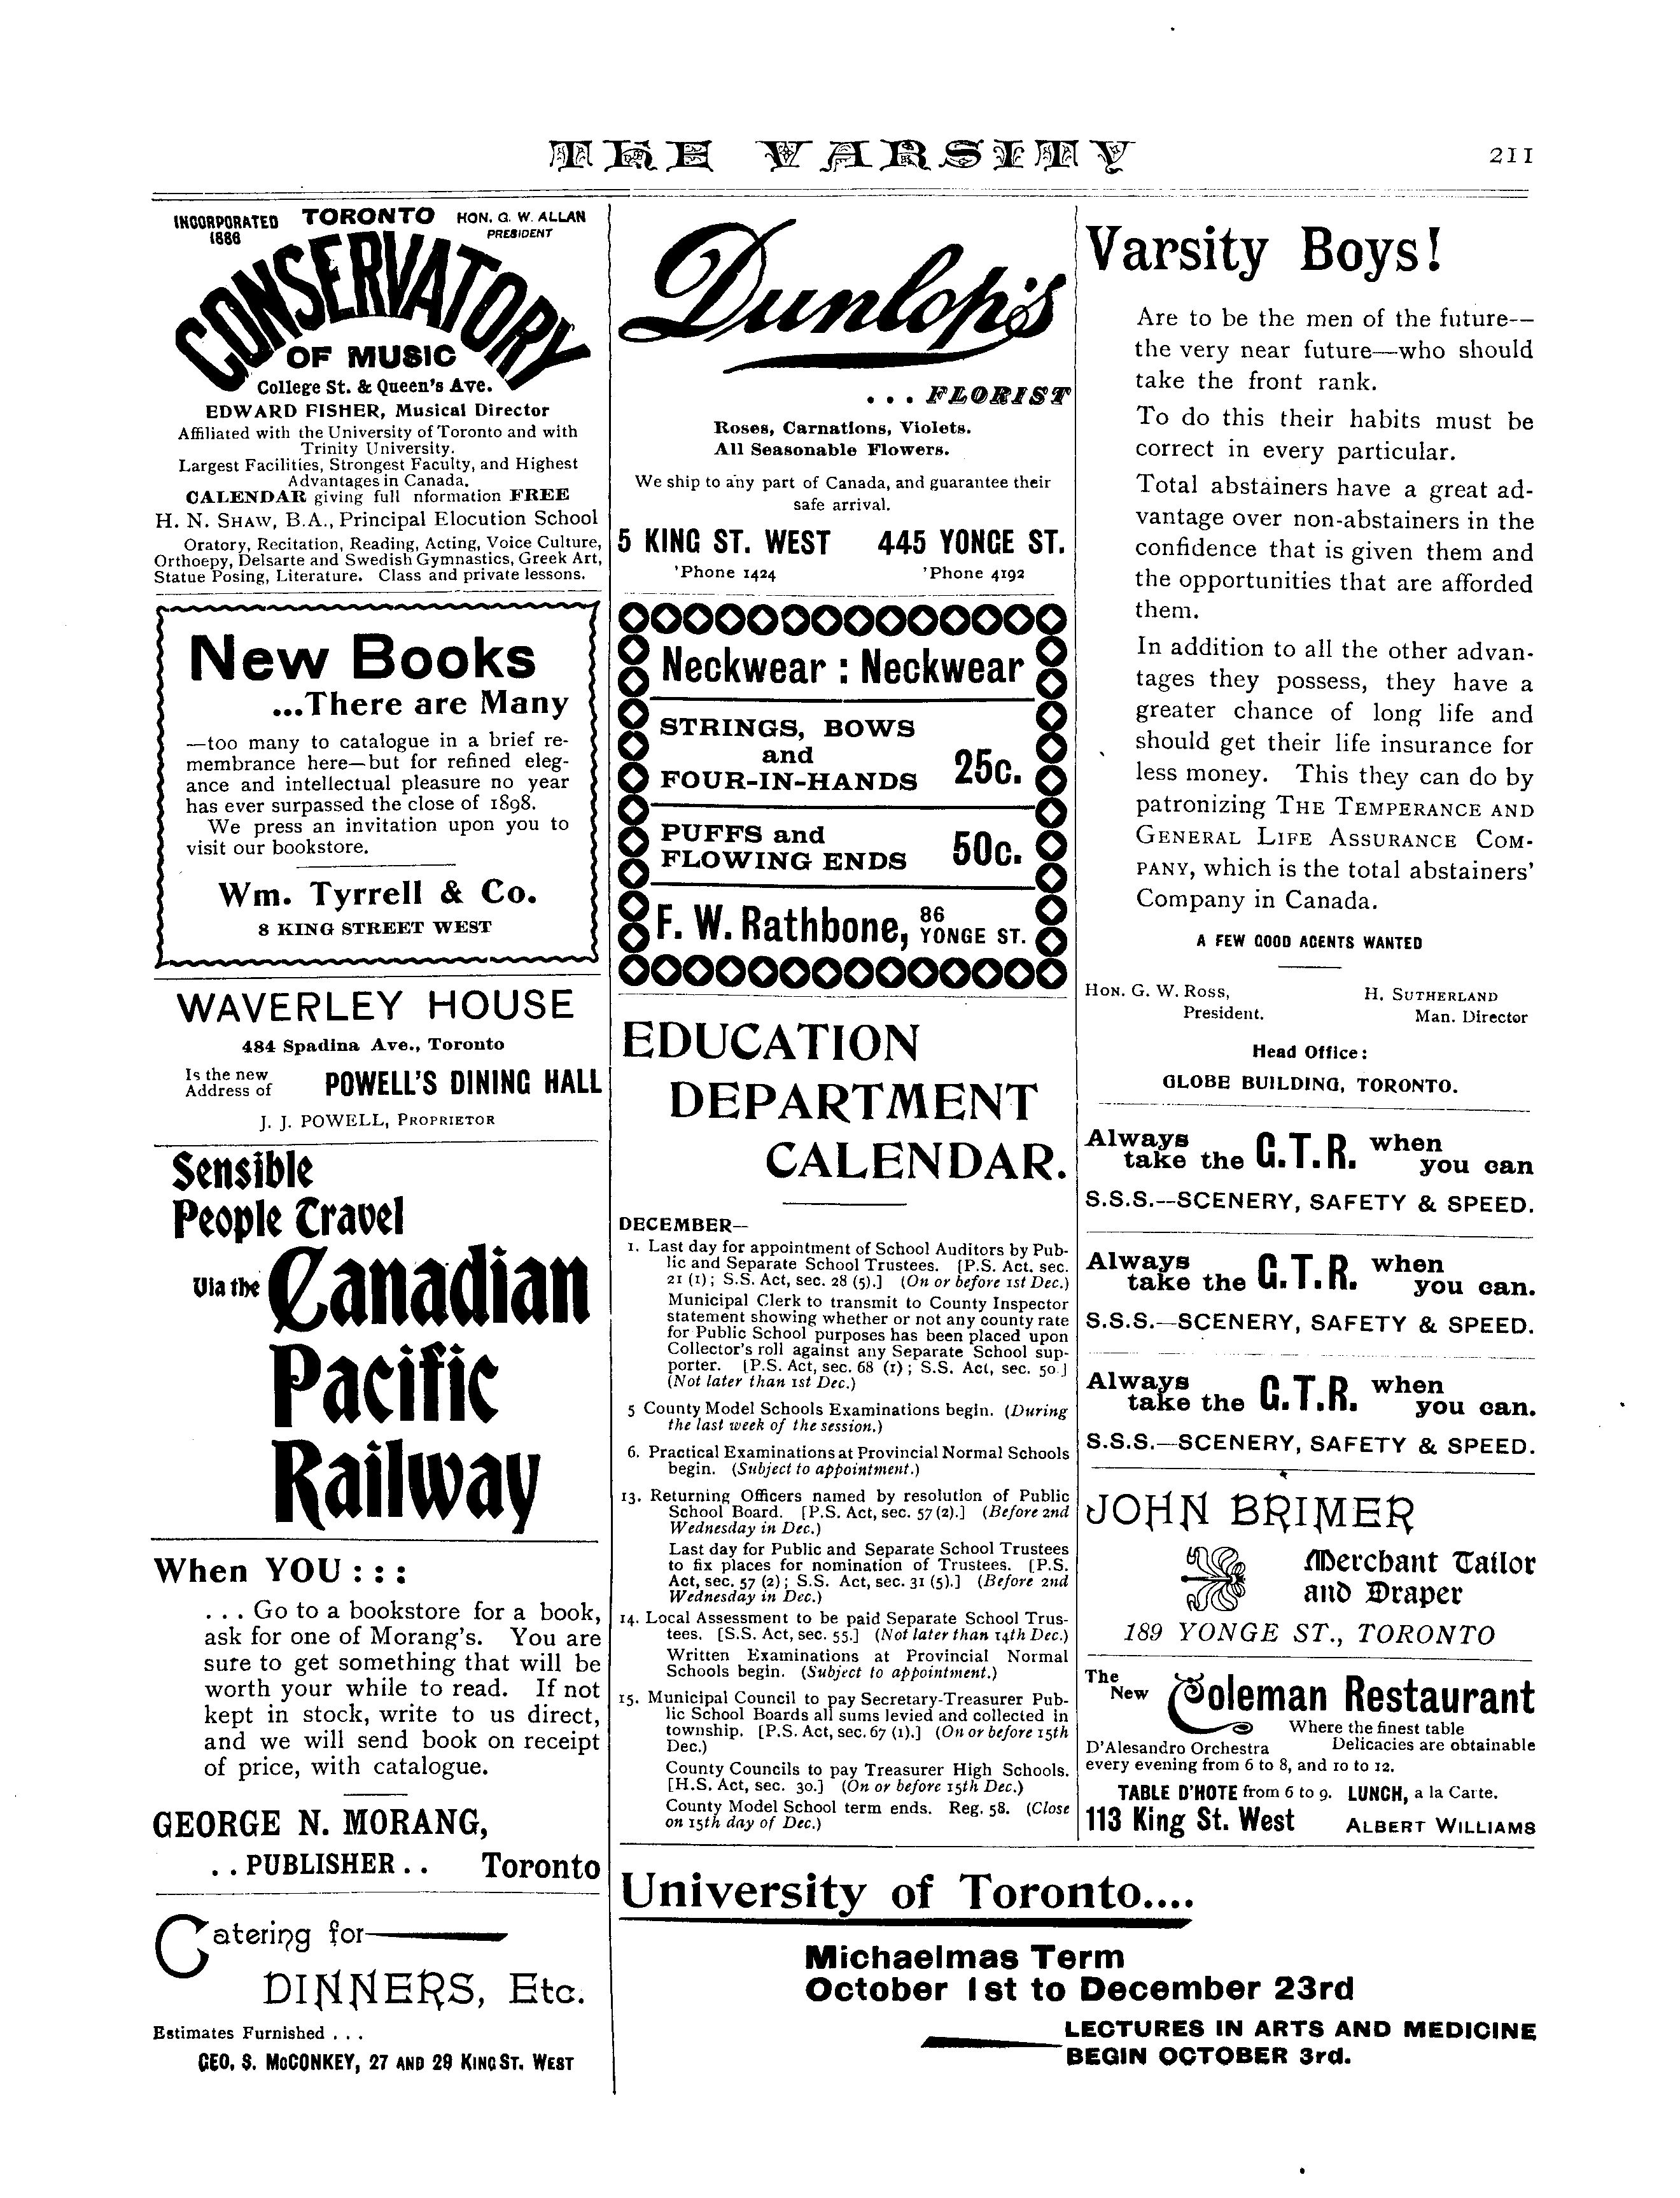 THE VARSITY
211
INCORPORATED TORONTO HON. G. W. ALLAN
1886 PRESIDENT
CONSERVATORY
OF MUSIC
College St. & Queen's Ave.
EDWARD FISHER, Musical Director
Affiliated with the University of Toronto and with
Trinity University.
Largest Facilities, Strongest Faculty, and Highest
Advantages in Canada.
CALENDAR giving full nformation FREE
H. N. SHAW, B.A., Principal Elocution School
Oratory, Recitation, Reading, Acting, Voice Culture,
Orthoepy, Delsarte and Swedish Gymnastics, Greek Art,
Statue Posing, Literature. Class and private lessons.
New Books
...There are Many
—too many to catalogue in a brief re-
membrance here—but for refined eleg-
ance and intellectual pleasure no year
has ever surpassed the close of 1898.
We press an invitation upon you to
visit our bookstore.
Wm. Tyrrell & Co.
8 KING STREET WEST
WAVERLEY HOUSE
484 Spadina Ave., Toronto
Is the new
Address of POWELL'S DINING HALL
J. J. POWELL, PROPRIETOR
Sensible
People Travel
Via the Canadian
Pacific
Railway
When YOU : : :
. . . Go to a bookstore for a book,
ask for one of Morang's. You are
sure to get something that will be
worth your while to read. If not
kept in stock, write to us direct,
and we will send book on receipt
of price, with catalogue.
GEORGE N. MORANG,
. . PUBLISHER . . Toronto
Catering for
DINNERS, Etc.
Estimates Furnished . . .
GEO. S. McCONKEY, 27 AND 29 KING ST. WEST
Dunlop's
. . . FLORIST
Roses, Carnations, Violets.
All Seasonable Flowers.
We ship to any part of Canada, and guarantee their
safe arrival.
5 KING ST. WEST 445 YONGE ST.
'Phone 1424 'Phone 4192
Neckwear : Neckwear
STRINGS, BOWS
and
FOUR-IN-HANDS 25c.
PUFFS and
FLOWING ENDS 50c.
F. W. Rathbone, 86
YONGE ST.
EDUCATION
DEPARTMENT
CALENDAR.
DECEMBER—
1. Last day for appointment of School Auditors by Pub-
lic and Separate School Trustees. [P.S. Act. sec.
21 (1); S.S. Act, sec. 28 (5).] (On or before 1st Dec.)
Municipal Clerk to transmit to County Inspector
statement showing whether or not any county rate
for Public School purposes has been placed upon
Collector's roll against any Separate School sup-
porter. [P.S. Act, sec. 68 (1); S.S. Act, sec. 50.]
(Not later than 1st Dec.)
5 County Model Schools Examinations begin. (During
the last week of the session.)
6. Practical Examinations at Provincial Normal Schools
begin. (Subject to appointment.)
13. Returning Officers named by resolution of Public
School Board. [P.S. Act, sec. 57 (2).] (Before 2nd
Wednesday in Dec.)
Last day for Public and Separate School Trustees
to fix places for nomination of Trustees. [P.S.
Act, sec. 57 (2); S.S. Act, sec. 31 (5).] (Before 2nd
Wednesday in Dec.)
14. Local Assessment to be paid Separate School Trus-
tees. [S.S. Act, sec. 55.] (Not later than 14th Dec.)
Written Examinations at Provincial Normal
Schools begin. (Subject to appointment.)
15. Municipal Council to pay Secretary-Treasurer Pub-
lic School Boards all sums levied and collected in
township. [P.S. Act, sec. 67 (1).] (On or before 15th
Dec.)
County Councils to pay Treasurer High Schools.
[H.S. Act, sec. 30.] (On or before 15th Dec.)
County Model School term ends. Reg. 58. (Close
on 15th day of Dec.)
Varsity Boys!
Are to be the men of the future--
the very near future—who should
take the front rank.
To do this their habits must be
correct in every particular.
Total abstainers have a great ad-
vantage over non-abstainers in the
confidence that is given them and
the opportunities that are afforded
them.
In addition to all the other advan-
tages they possess, they have a
greater chance of long life and
should get their life insurance for
less money. This they can do by
patronizing THE TEMPERANCE AND
GENERAL LIFE ASSURANCE COM-
PANY, which is the total abstainers'
Company in Canada.
A FEW GOOD AGENTS WANTED
HON. G. W. ROSS, H. SUTHERLAND
President. Man. Director
Head Office:
GLOBE BUILDING, TORONTO.
Always
take the G.T.R. when
you can
S.S.S.--SCENERY, SAFETY & SPEED.
Always
take the G.T.R. when
you can.
S.S.S.—SCENERY, SAFETY & SPEED.
Always
take the G.T.R. when
you can.
S.S.S.—SCENERY, SAFETY & SPEED.
JOHN BRIMER
Merchant Tailor
and Draper
189 YONGE ST., TORONTO
The
New Coleman Restaurant
Where the finest table
D'Alesandro Orchestra Delicacies are obtainable
every evening from 6 to 8, and 10 to 12.
TABLE D'HOTE from 6 to 9. LUNCH, a la Carte.
113 King St. West ALBERT WILLIAMS
University of Toronto....
Michaelmas Term
October 1st to December 23rd
LECTURES IN ARTS AND MEDICINE
BEGIN OCTOBER 3rd.